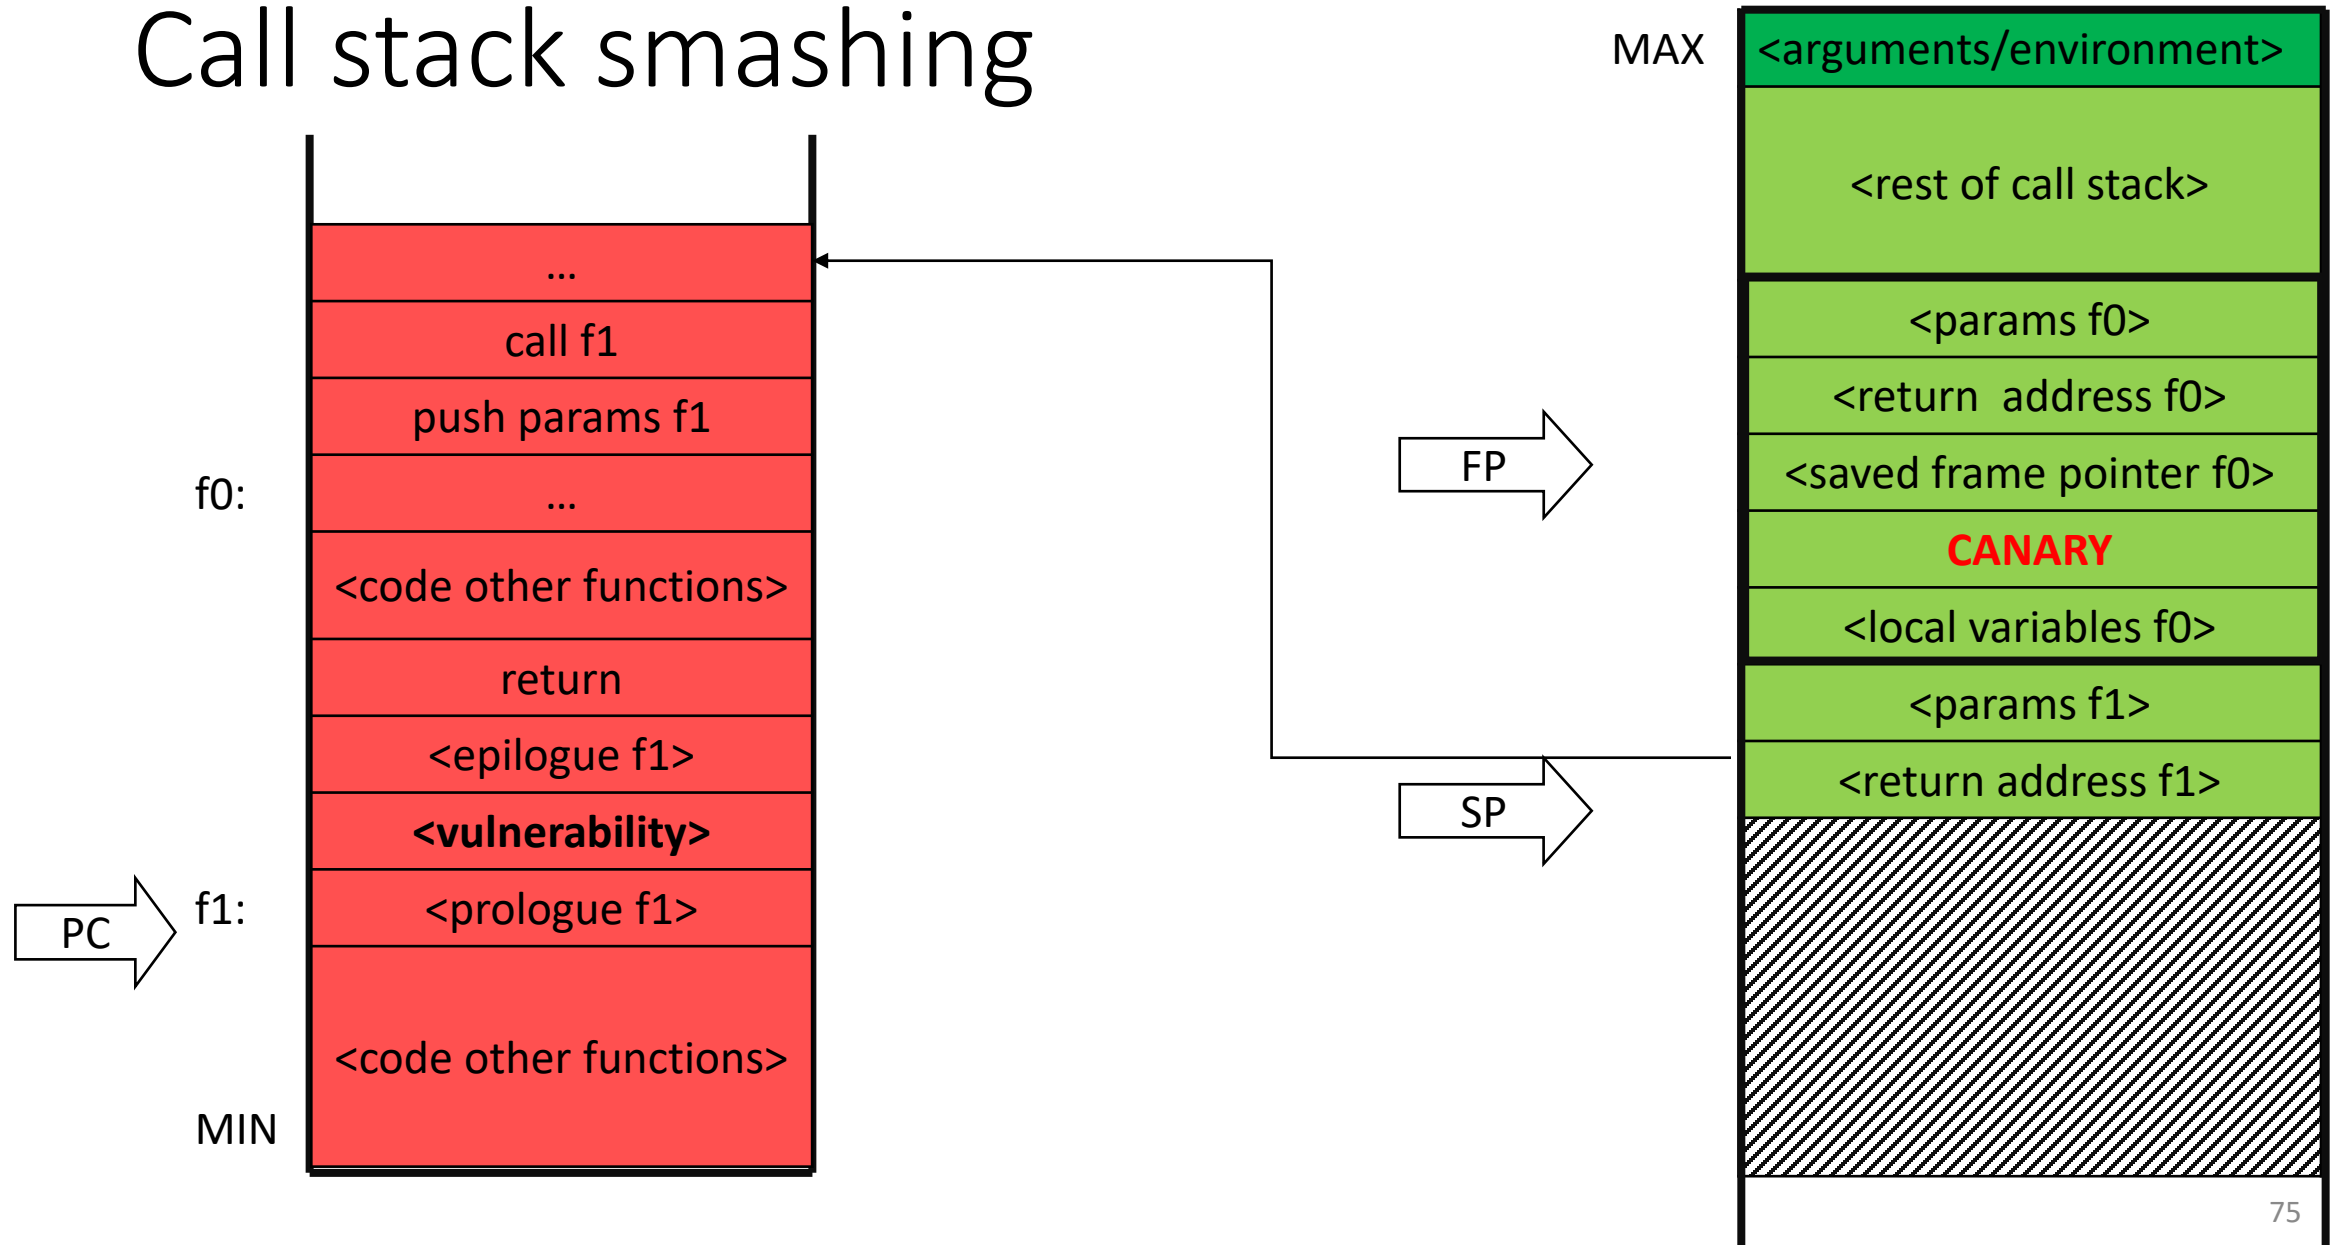 Call stack smashing
...
call f1
push params f1
f0:
...
<code other functions>
return
<epilogue f1>
<vulnerability>
PC
f1:
<prologue f1>
<code other functions>
MIN
FP
SP
MAX
<arguments/environment>
<rest of call stack>
<params f0>
<return  address f0>
<saved frame pointer f0>
CANARY
<local variables f0>
<params f1>
<return address f1>
75